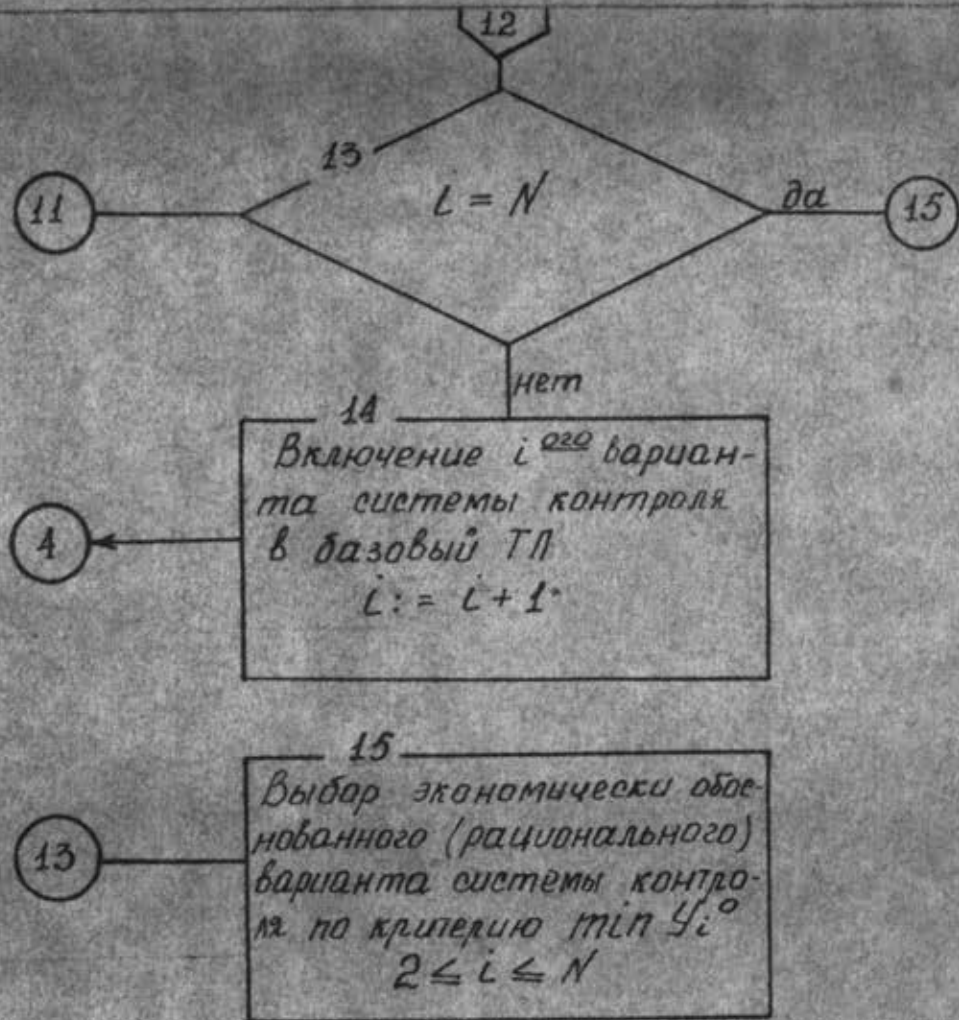 12
13
11
i = N
да
15
нет
14
Включение i ого вариан-
та системы контроля
4
в базовый ТП
i := i + 1
15
Выбор экономически обос-
нованного (рационального)
13
варианта системы контро-
ля по критерию min Уi°
2 ≤ i ≤ N